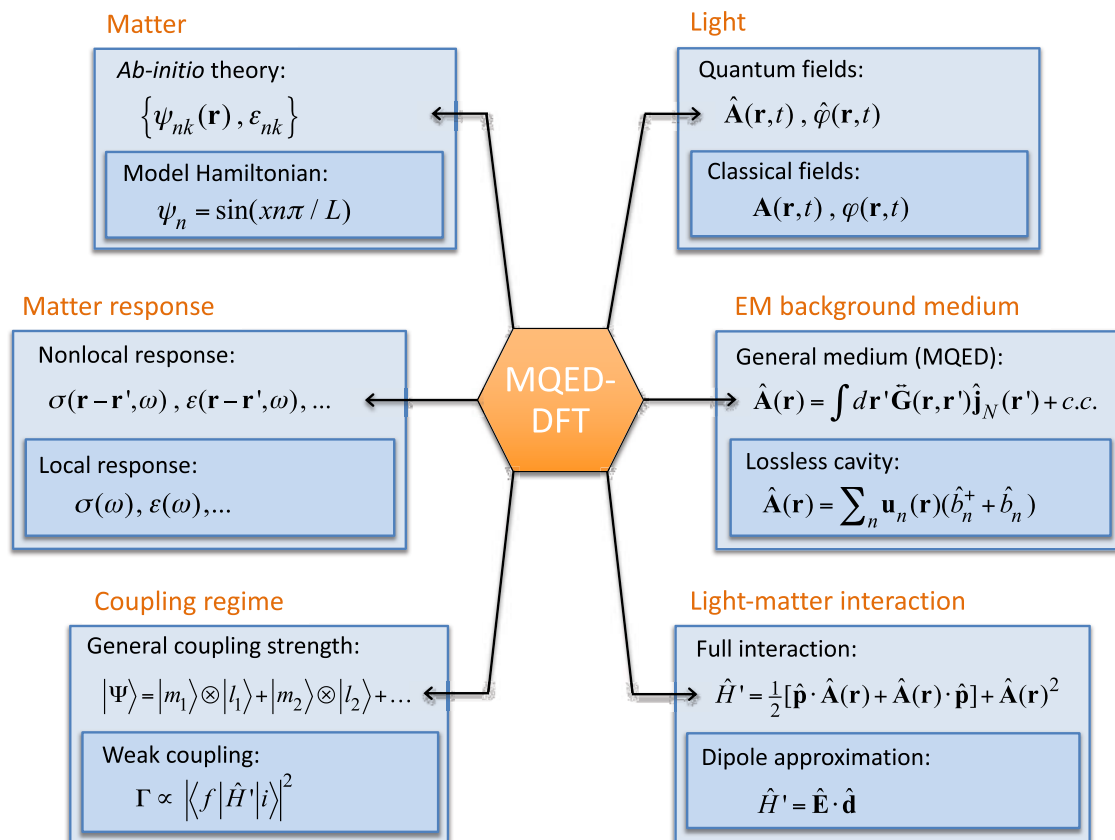 Matter
Ab-initio theory:
{ψnk(r) , εnk}
Model Hamiltonian:
ψn = sin(xnπ / L)
Light
Quantum fields:
Â(r,t) , φ̂(r,t)
Classical fields:
A(r,t) , φ(r,t)
Matter response
Nonlocal response:
σ(r − r',ω) , ε(r − r',ω), ...
Local response:
σ(ω), ε(ω),...
MQED-
DFT
EM background medium
General medium (MQED):
Â(r) = ∫ dr' G̈(r,r')ĵN(r') + c.c.
Lossless cavity:
Â(r) = ∑n un(r)(b̂n⁺ + b̂n)
Coupling regime
General coupling strength:
|Ψ⟩ = |m1⟩⊗|l1⟩ + |m2⟩⊗|l2⟩ + ...
Weak coupling:
Γ ∝ |⟨f|Ĥ'|i⟩|²
Light-matter interaction
Full interaction:
Ĥ' = ½[p̂ · Â(r) + Â(r) · p̂] + Â(r)²
Dipole approximation:
Ĥ' = Ê · d̂